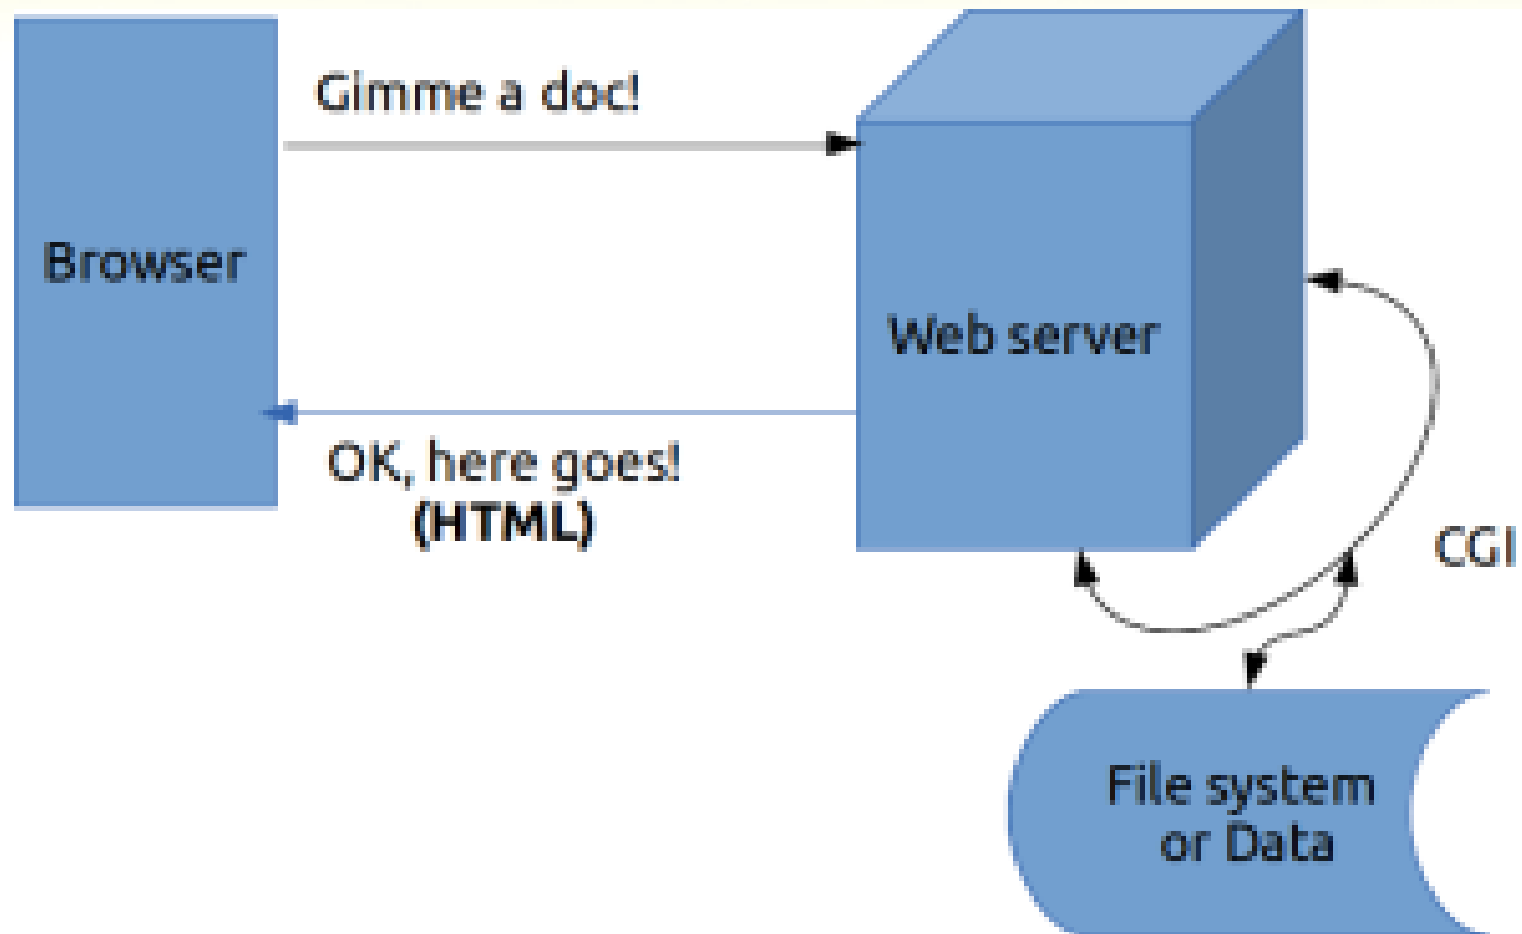 Gimme a doc!
Browser
Web server
OK, here goes!
(HTML)
CGI
File system
or Data